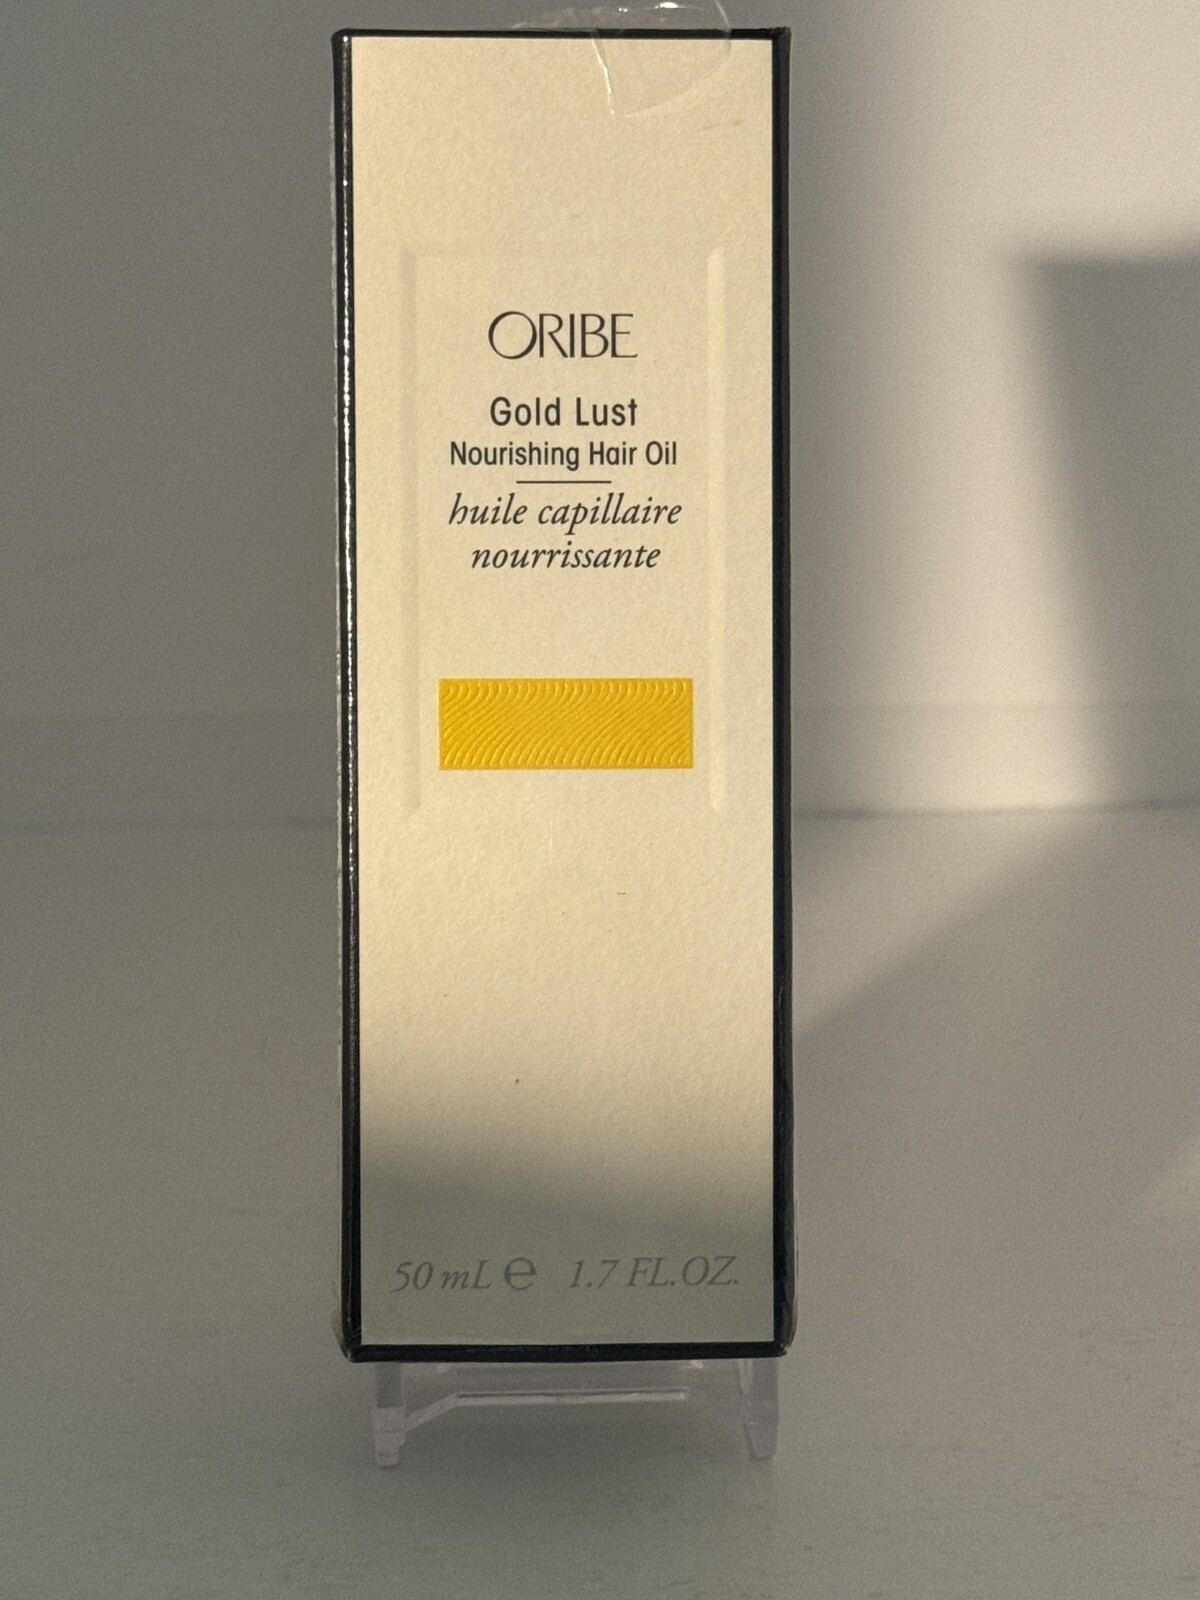 ORIBE
Gold Lust
Nourishing Hair Oil
huile capillaire
nourrissante
50 mL ℮ 1.7 FL.OZ.